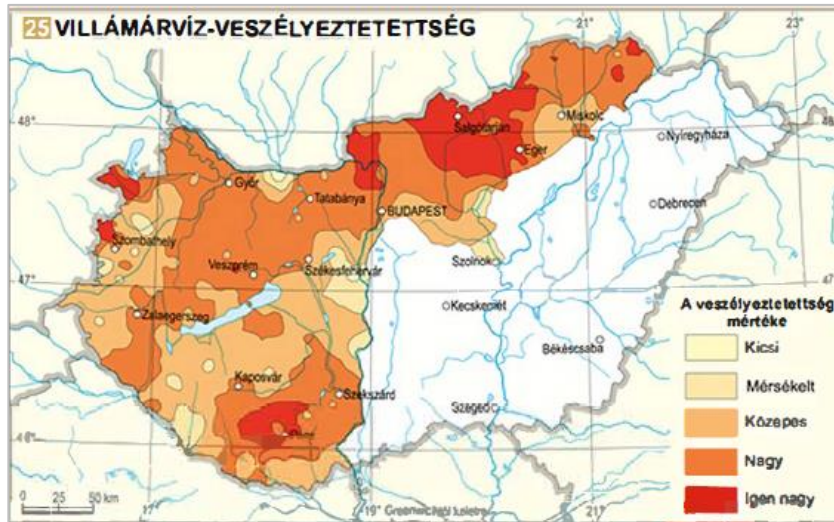 25 VILLÁMÁRVÍZ-VESZÉLYEZTETETTSÉG
21°
23°
48°
Salgótarján
Miskolc
Eger
Nyíregyháza
Győr
Tatabánya
BUDAPEST
Debrecen
Szombathely
47°
Veszprém
Székesfehérvár
Szolnok
47
Zalaegerszeg
Kecskemét
Békéscsaba
Kaposvár
Szekszárd
Szeged
46°
A veszélyeztetettség
mértéke
Kicsi
Mérsékelt
Közepes
Nagy
Igen nagy
0 25 50 km
17°
19°
21°